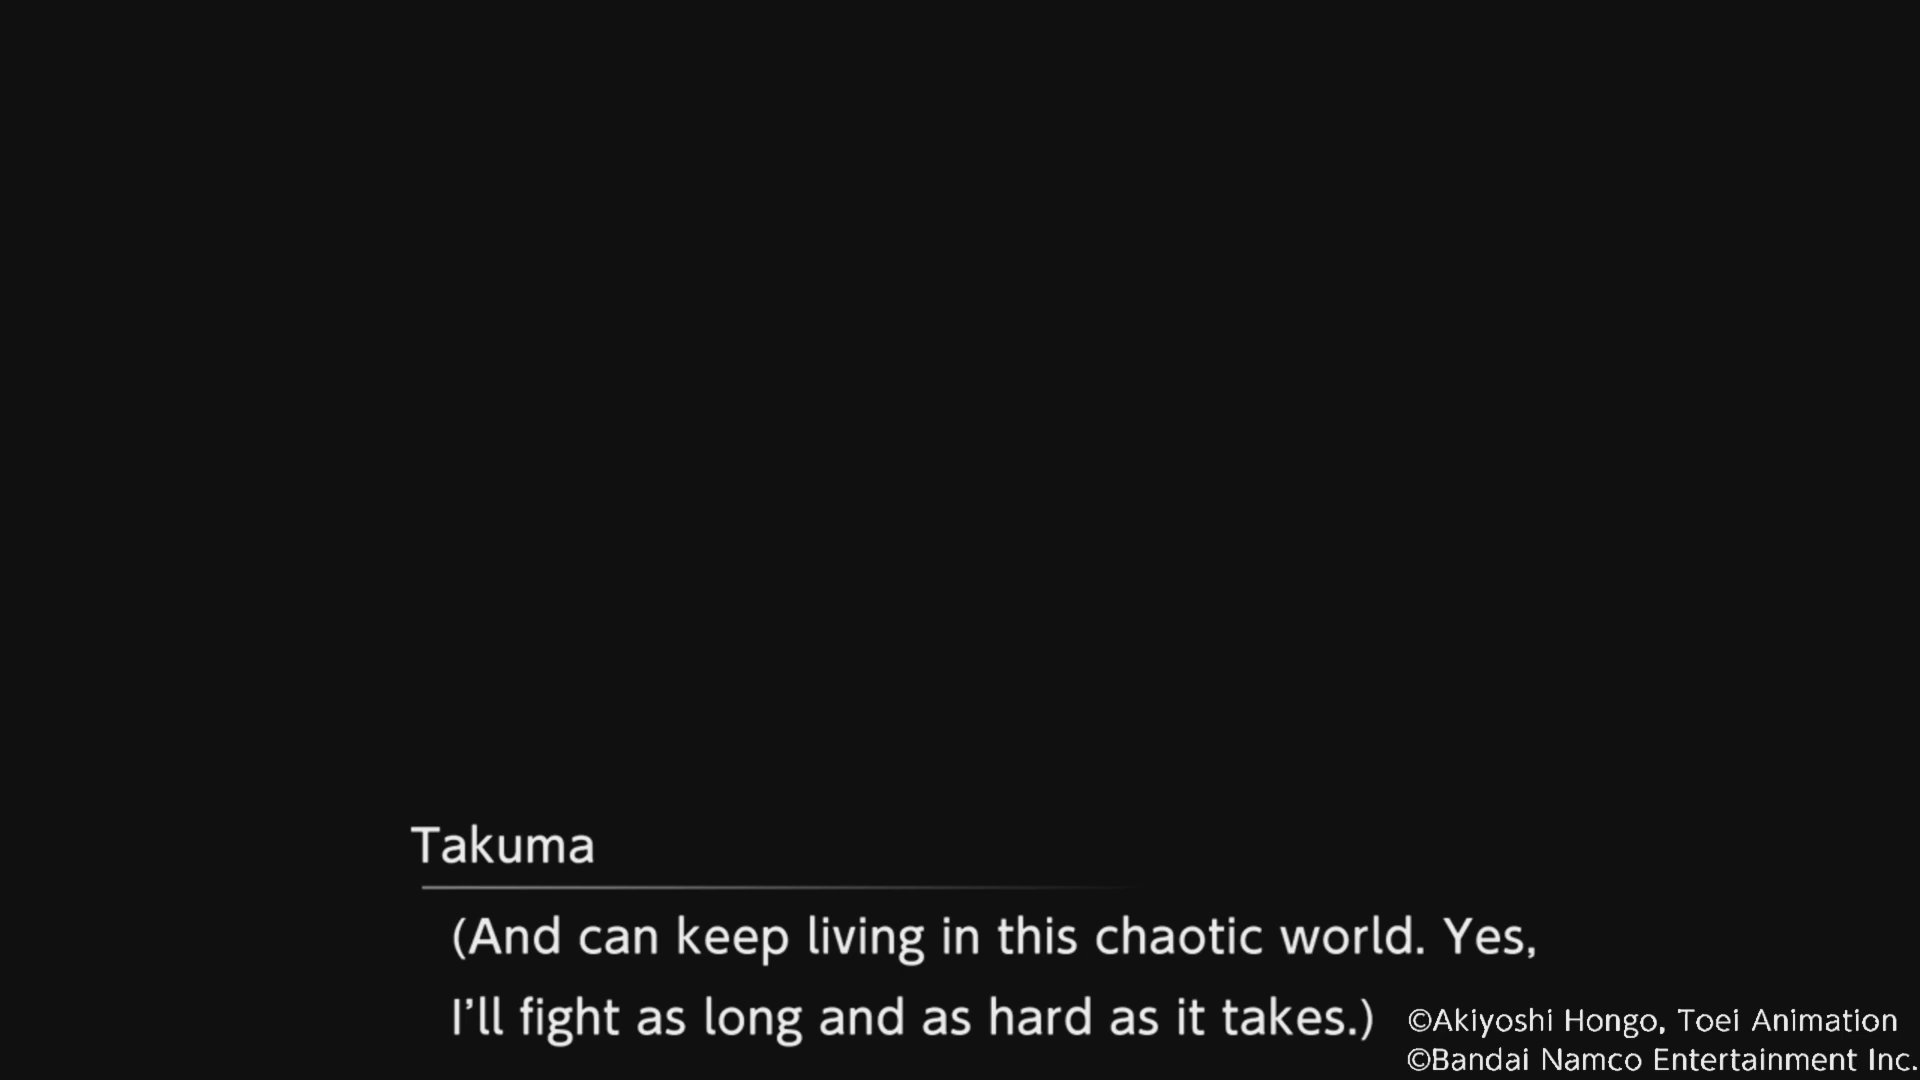 Takuma
(And can keep living in this chaotic world. Yes,
I’ll fight as long and as hard as it takes.)
©Akiyoshi Hongo, Toei Animation
©Bandai Namco Entertainment Inc.